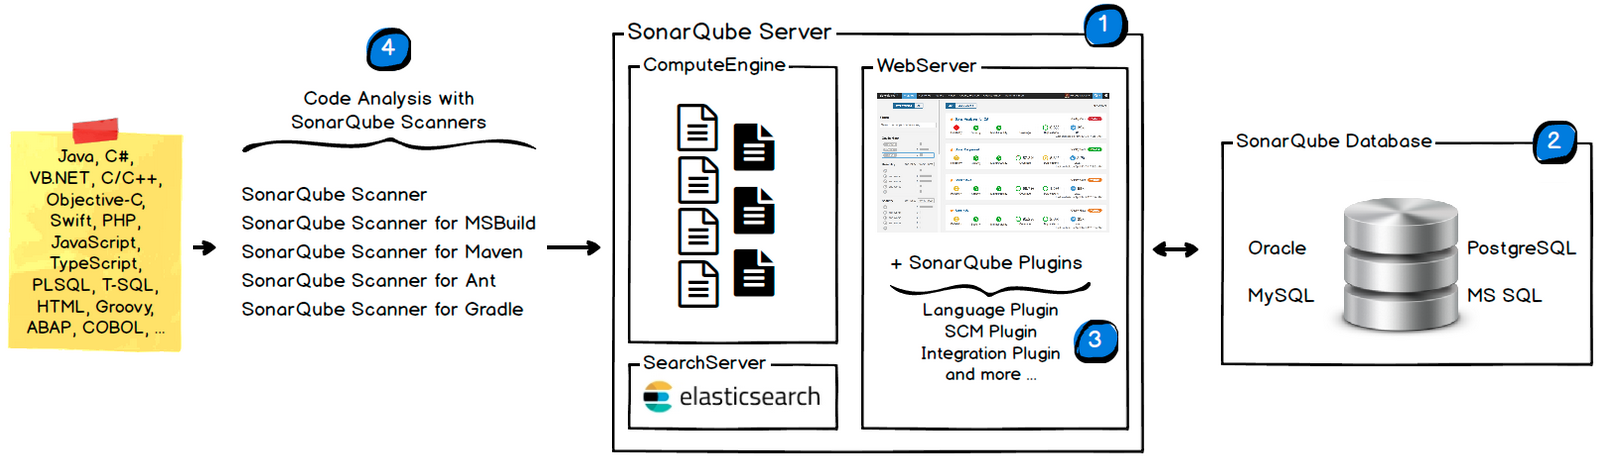 Java, C#,
VB.NET, C/C++,
Objective-C,
Swift, PHP,
JavaScript,
TypeScript,
PLSQL, T-SQL,
HTML, Groovy,
ABAP, COBOL, ...
4
Code Analysis with
SonarQube Scanners
SonarQube Scanner
SonarQube Scanner for MSBuild
SonarQube Scanner for Maven
SonarQube Scanner for Ant
SonarQube Scanner for Gradle
1
SonarQube Server
ComputeEngine
SearchServer
elasticsearch
WebServer
+ SonarQube Plugins
Language Plugin
SCM Plugin
Integration Plugin
and more ...
3
2
SonarQube Database
Oracle
PostgreSQL
MySQL
MS SQL